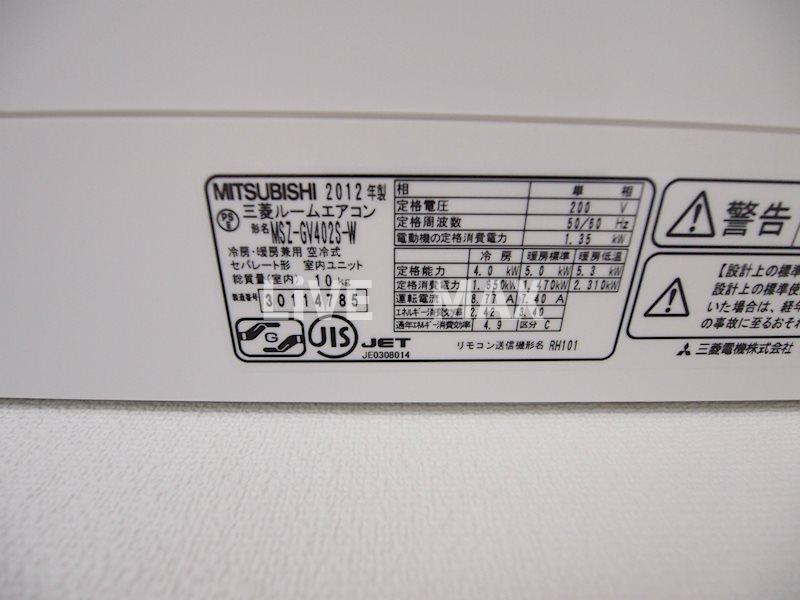 MITSUBISHI 2012年製
三菱ルームエアコン
形名 MSZ-GV402S-W
冷房・暖房兼用 空冷式
セパレート形 室内ユニット
総質量(室内) 10kg
製造番号 30114785
PS E
G
JIS
JET
JE0308014
相 単 相
定格電圧 200 V
定格周波数 50/60 Hz
電動機の定格消費電力 1.35 kW
冷 房 暖房標準 暖房低温
定格能力 4.0 kW 5.0 kW 5.3 kW
定格消費電力 1.650kW 1.470kW 2.310kW
運転電流 8.77 A 7.40 A
エネルギー消費効率 2.42 3.40
通年エネルギー消費効率 4.9 区分 C
リモコン送信機形名 RH101
警告
【設計上の標準
設計上の標準使
いた場合は、経年
の事故に至るおそれ
三菱電機株式会社
LiVE MAX